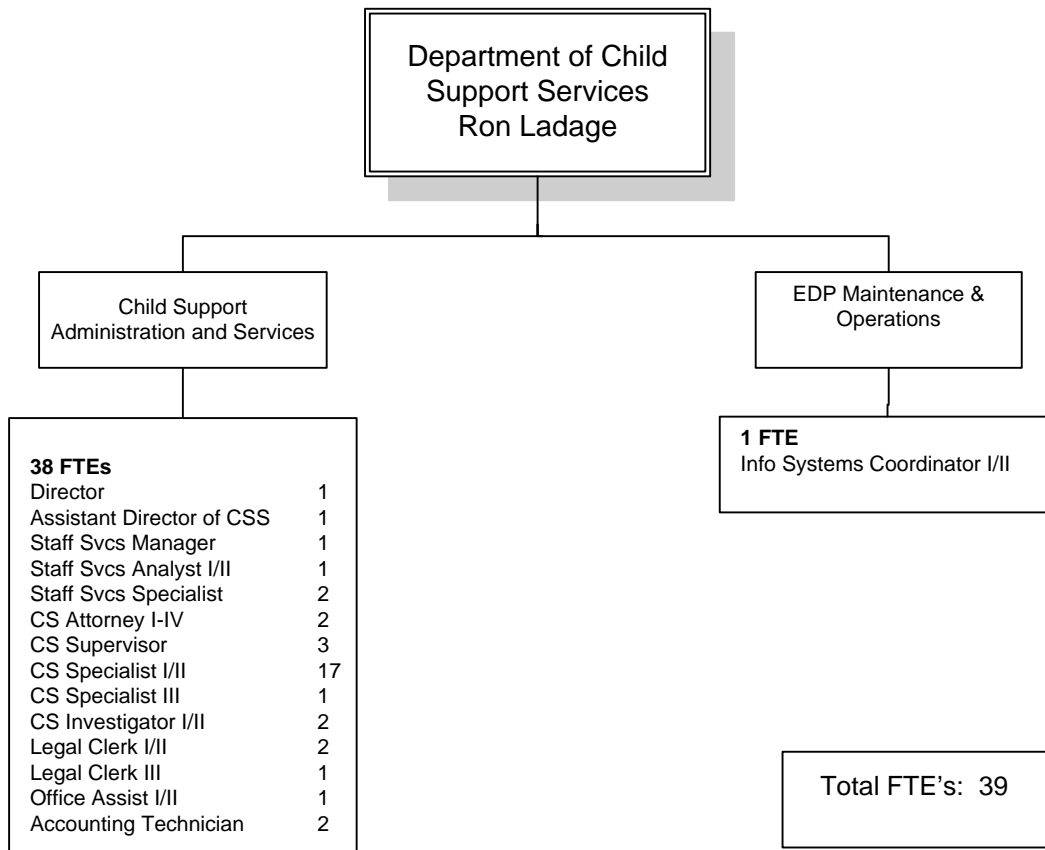 Department of Child
Support Services
Ron Ladage
Child Support
Administration and Services
EDP Maintenance &
Operations
38 FTEs
Director 1
Assistant Director of CSS 1
Staff Svcs Manager 1
Staff Svcs Analyst I/II 1
Staff Svcs Specialist 2
CS Attorney I-IV 2
CS Supervisor 3
CS Specialist I/II 17
CS Specialist III 1
CS Investigator I/II 2
Legal Clerk I/II 2
Legal Clerk III 1
Office Assist I/II 1
Accounting Technician 2
1 FTE
Info Systems Coordinator I/II
Total FTE's: 39